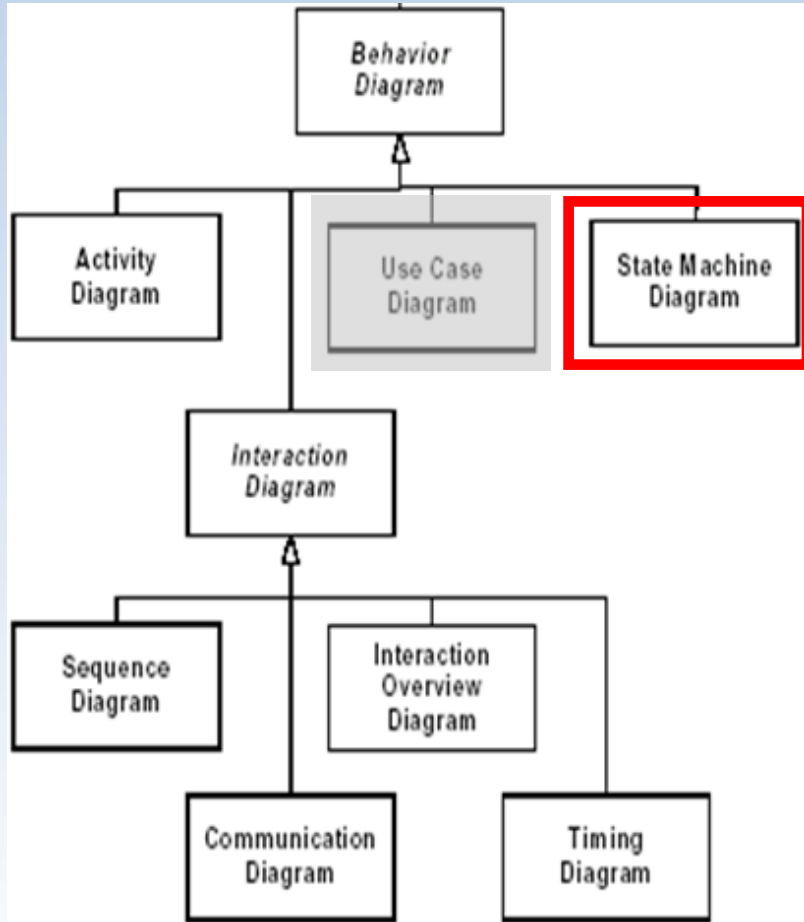 Behavior
Diagram
Activity
Diagram
Use Case
Diagram
State Machine
Diagram
Interaction
Diagram
Sequence
Diagram
Interaction
Overview
Diagram
Communication
Diagram
Timing
Diagram